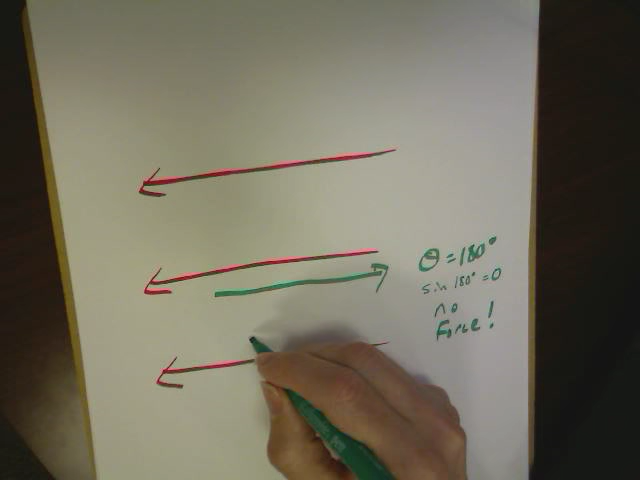 θ = 180°
sin 180° = 0
no
Force!